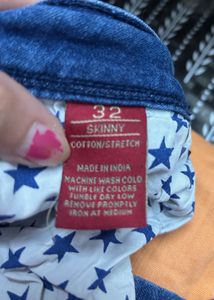 32
SKINNY
COTTON/STRETCH
MADE IN INDIA
MACHINE WASH COLD
WITH LIKE COLORS
TUMBLE DRY LOW
REMOVE PROMPTLY
IRON AT MEDIUM